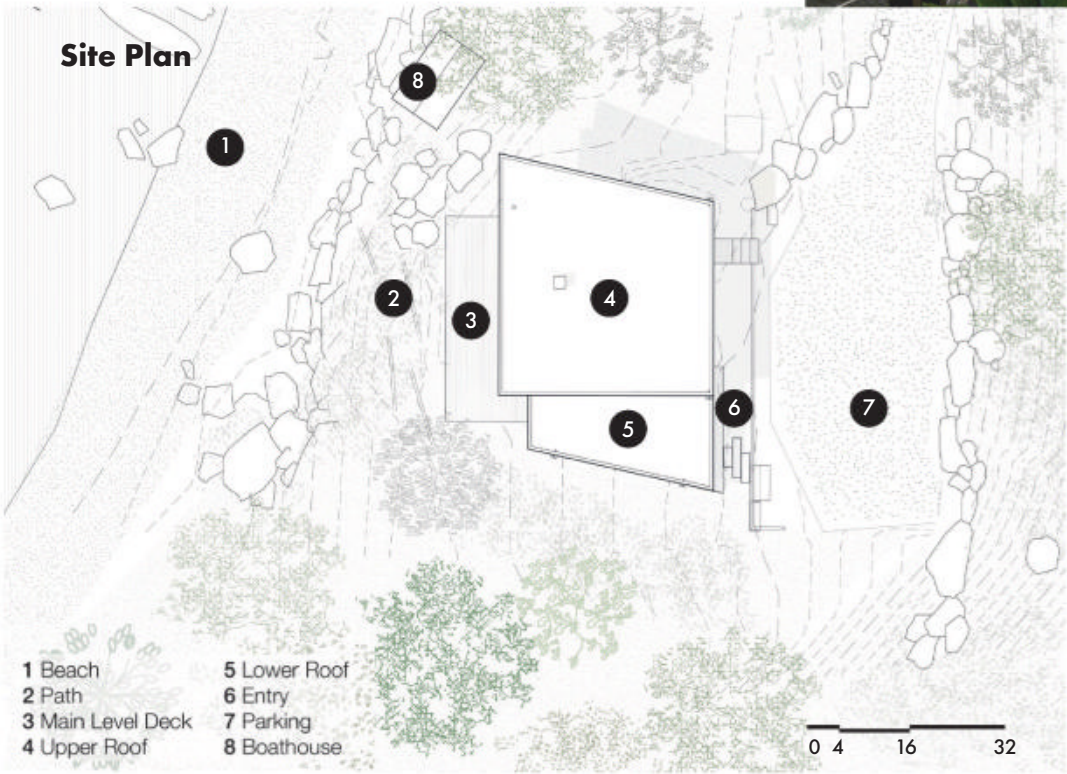 Site Plan
8
1
2
3
4
5
6
7
1 Beach
2 Path
3 Main Level Deck
4 Upper Roof
5 Lower Roof
6 Entry
7 Parking
8 Boathouse
0 4 16 32